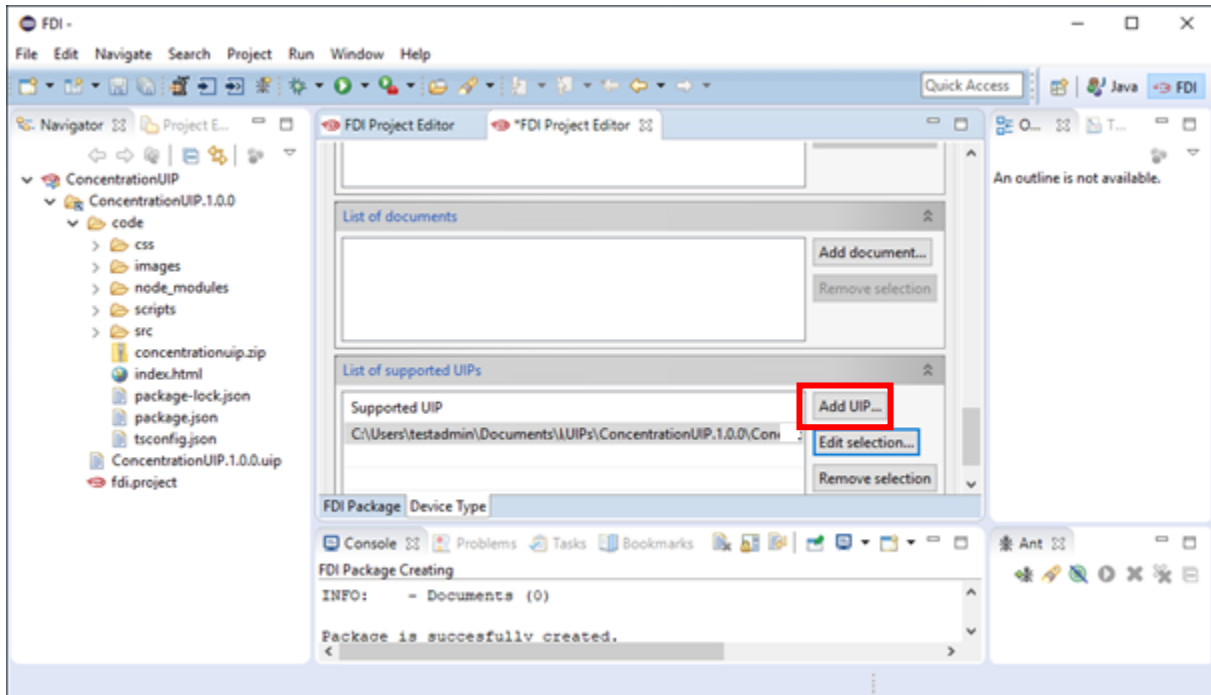 FDI -
File Edit Navigate Search Project Run Window Help
Quick Access
Java
FDI
Navigator
Project E...
FDI Project Editor
*FDI Project Editor
O...
T...
ConcentrationUIP
ConcentrationUIP.1.0.0
code
css
images
node_modules
scripts
src
concentrationuip.zip
index.html
package-lock.json
package.json
tsconfig.json
ConcentrationUIP.1.0.0.uip
fdi.project
List of documents
Add document...
Remove selection
List of supported UIPs
Supported UIP
Add UIP...
C:\Users\testadmin\Documents\UIPs\ConcentrationUIP.1.0.0\Con
Edit selection...
Remove selection
FDI Package Device Type
An outline is not available.
Console Problems Tasks Bookmarks
FDI Package Creating
INFO: - Documents (0)
Package is succesfully created.
Ant